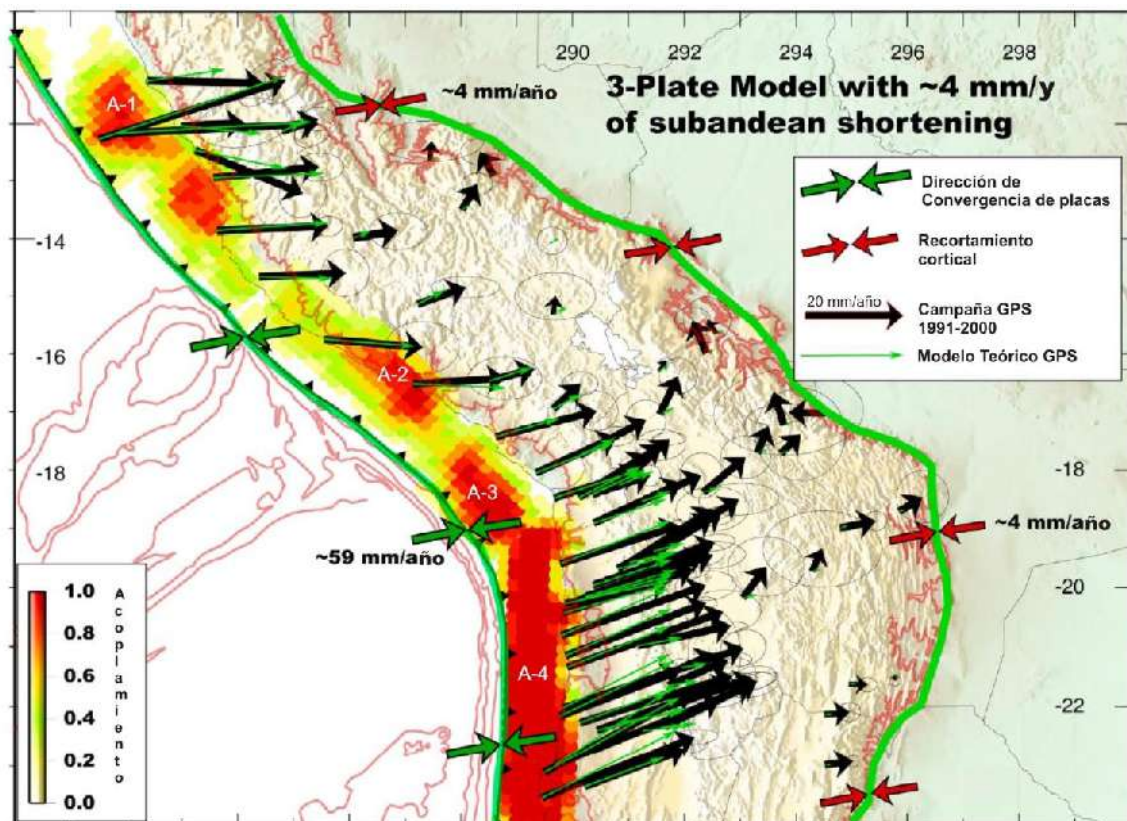 290
292
294
296
298
3-Plate Model with ~4 mm/y
of subandean shortening
~4 mm/año
A-1
Dirección de
Convergencia de placas
Recortamiento
cortical
20 mm/año
Campaña GPS
1991-2000
Modelo Teórico GPS
-14
-16
A-2
-18
-18
A-3
~4 mm/año
~59 mm/año
-20
-20
A-4
-22
-22
1.0
0.8
0.6
0.4
0.2
0.0
Acoplamiento